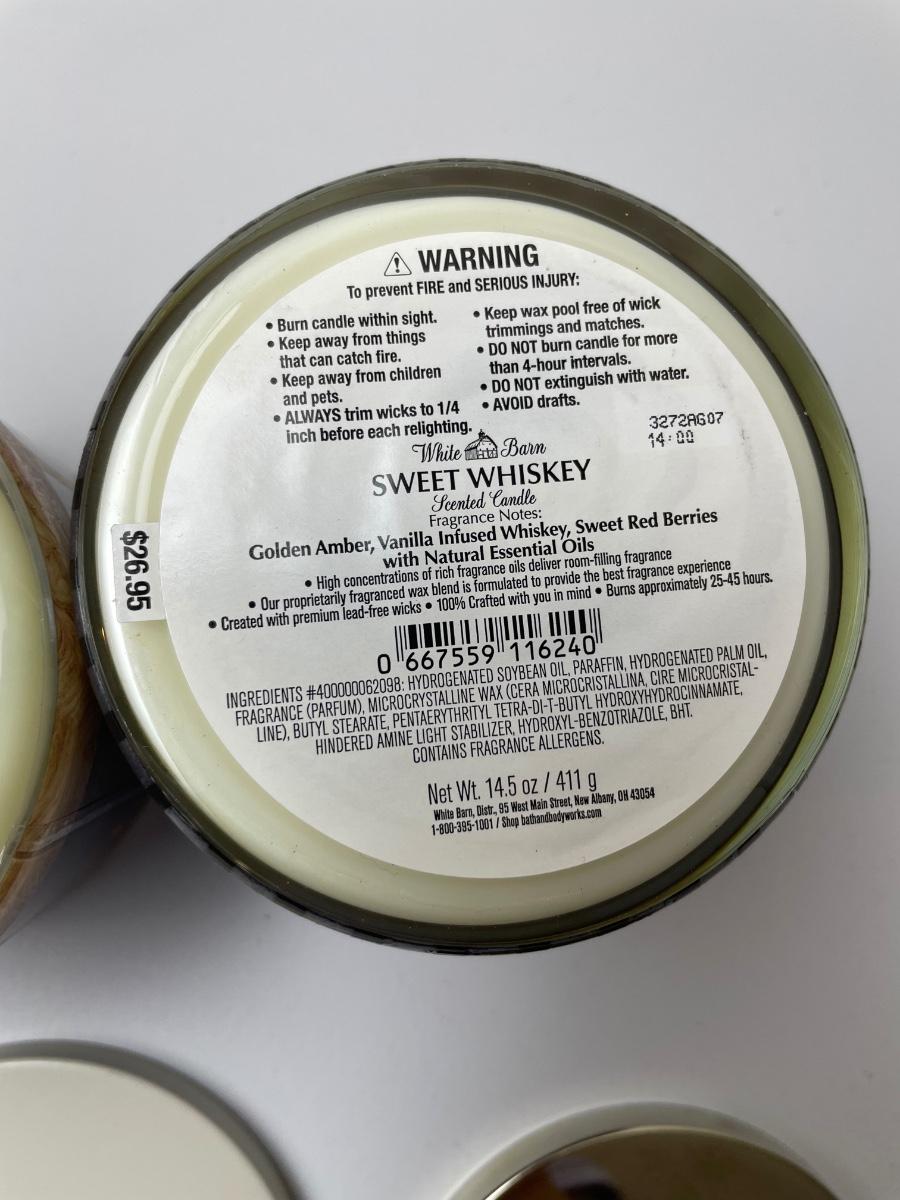 WARNING
To prevent FIRE and SERIOUS INJURY:
• Burn candle within sight.
• Keep away from things
that can catch fire.
• Keep away from children
and pets.
• ALWAYS trim wicks to 1/4
inch before each relighting.
• Keep wax pool free of wick
trimmings and matches.
• DO NOT burn candle for more
than 4-hour intervals.
• DO NOT extinguish with water.
• AVOID drafts.
3272AG07
14:00
White Barn
SWEET WHISKEY
Scented Candle
Fragrance Notes:
Golden Amber, Vanilla Infused Whiskey, Sweet Red Berries
with Natural Essential Oils
• High concentrations of rich fragrance oils deliver room-filling fragrance
• Our proprietarily fragranced wax blend is formulated to provide the best fragrance experience
• Created with premium lead-free wicks • 100% Crafted with you in mind • Burns approximately 25-45 hours.
$26.95
0 667559 116240
INGREDIENTS #400000062098: HYDROGENATED SOYBEAN OIL, PARAFFIN, HYDROGENATED PALM OIL,
FRAGRANCE (PARFUM), MICROCRYSTALLINE WAX (CERA MICROCRISTALLINA, CIRE MICROCRISTAL-
LINE), BUTYL STEARATE, PENTAERYTHRITYL TETRA-DI-T-BUTYL HYDROXYHYDROCINNAMATE,
HINDERED AMINE LIGHT STABILIZER, HYDROXYL-BENZOTRIAZOLE, BHT.
CONTAINS FRAGRANCE ALLERGENS.
Net Wt. 14.5 oz / 411 g
White Barn, Distr., 95 West Main Street, New Albany, OH 43054
1-800-395-1001 / Shop bathandbodyworks.com